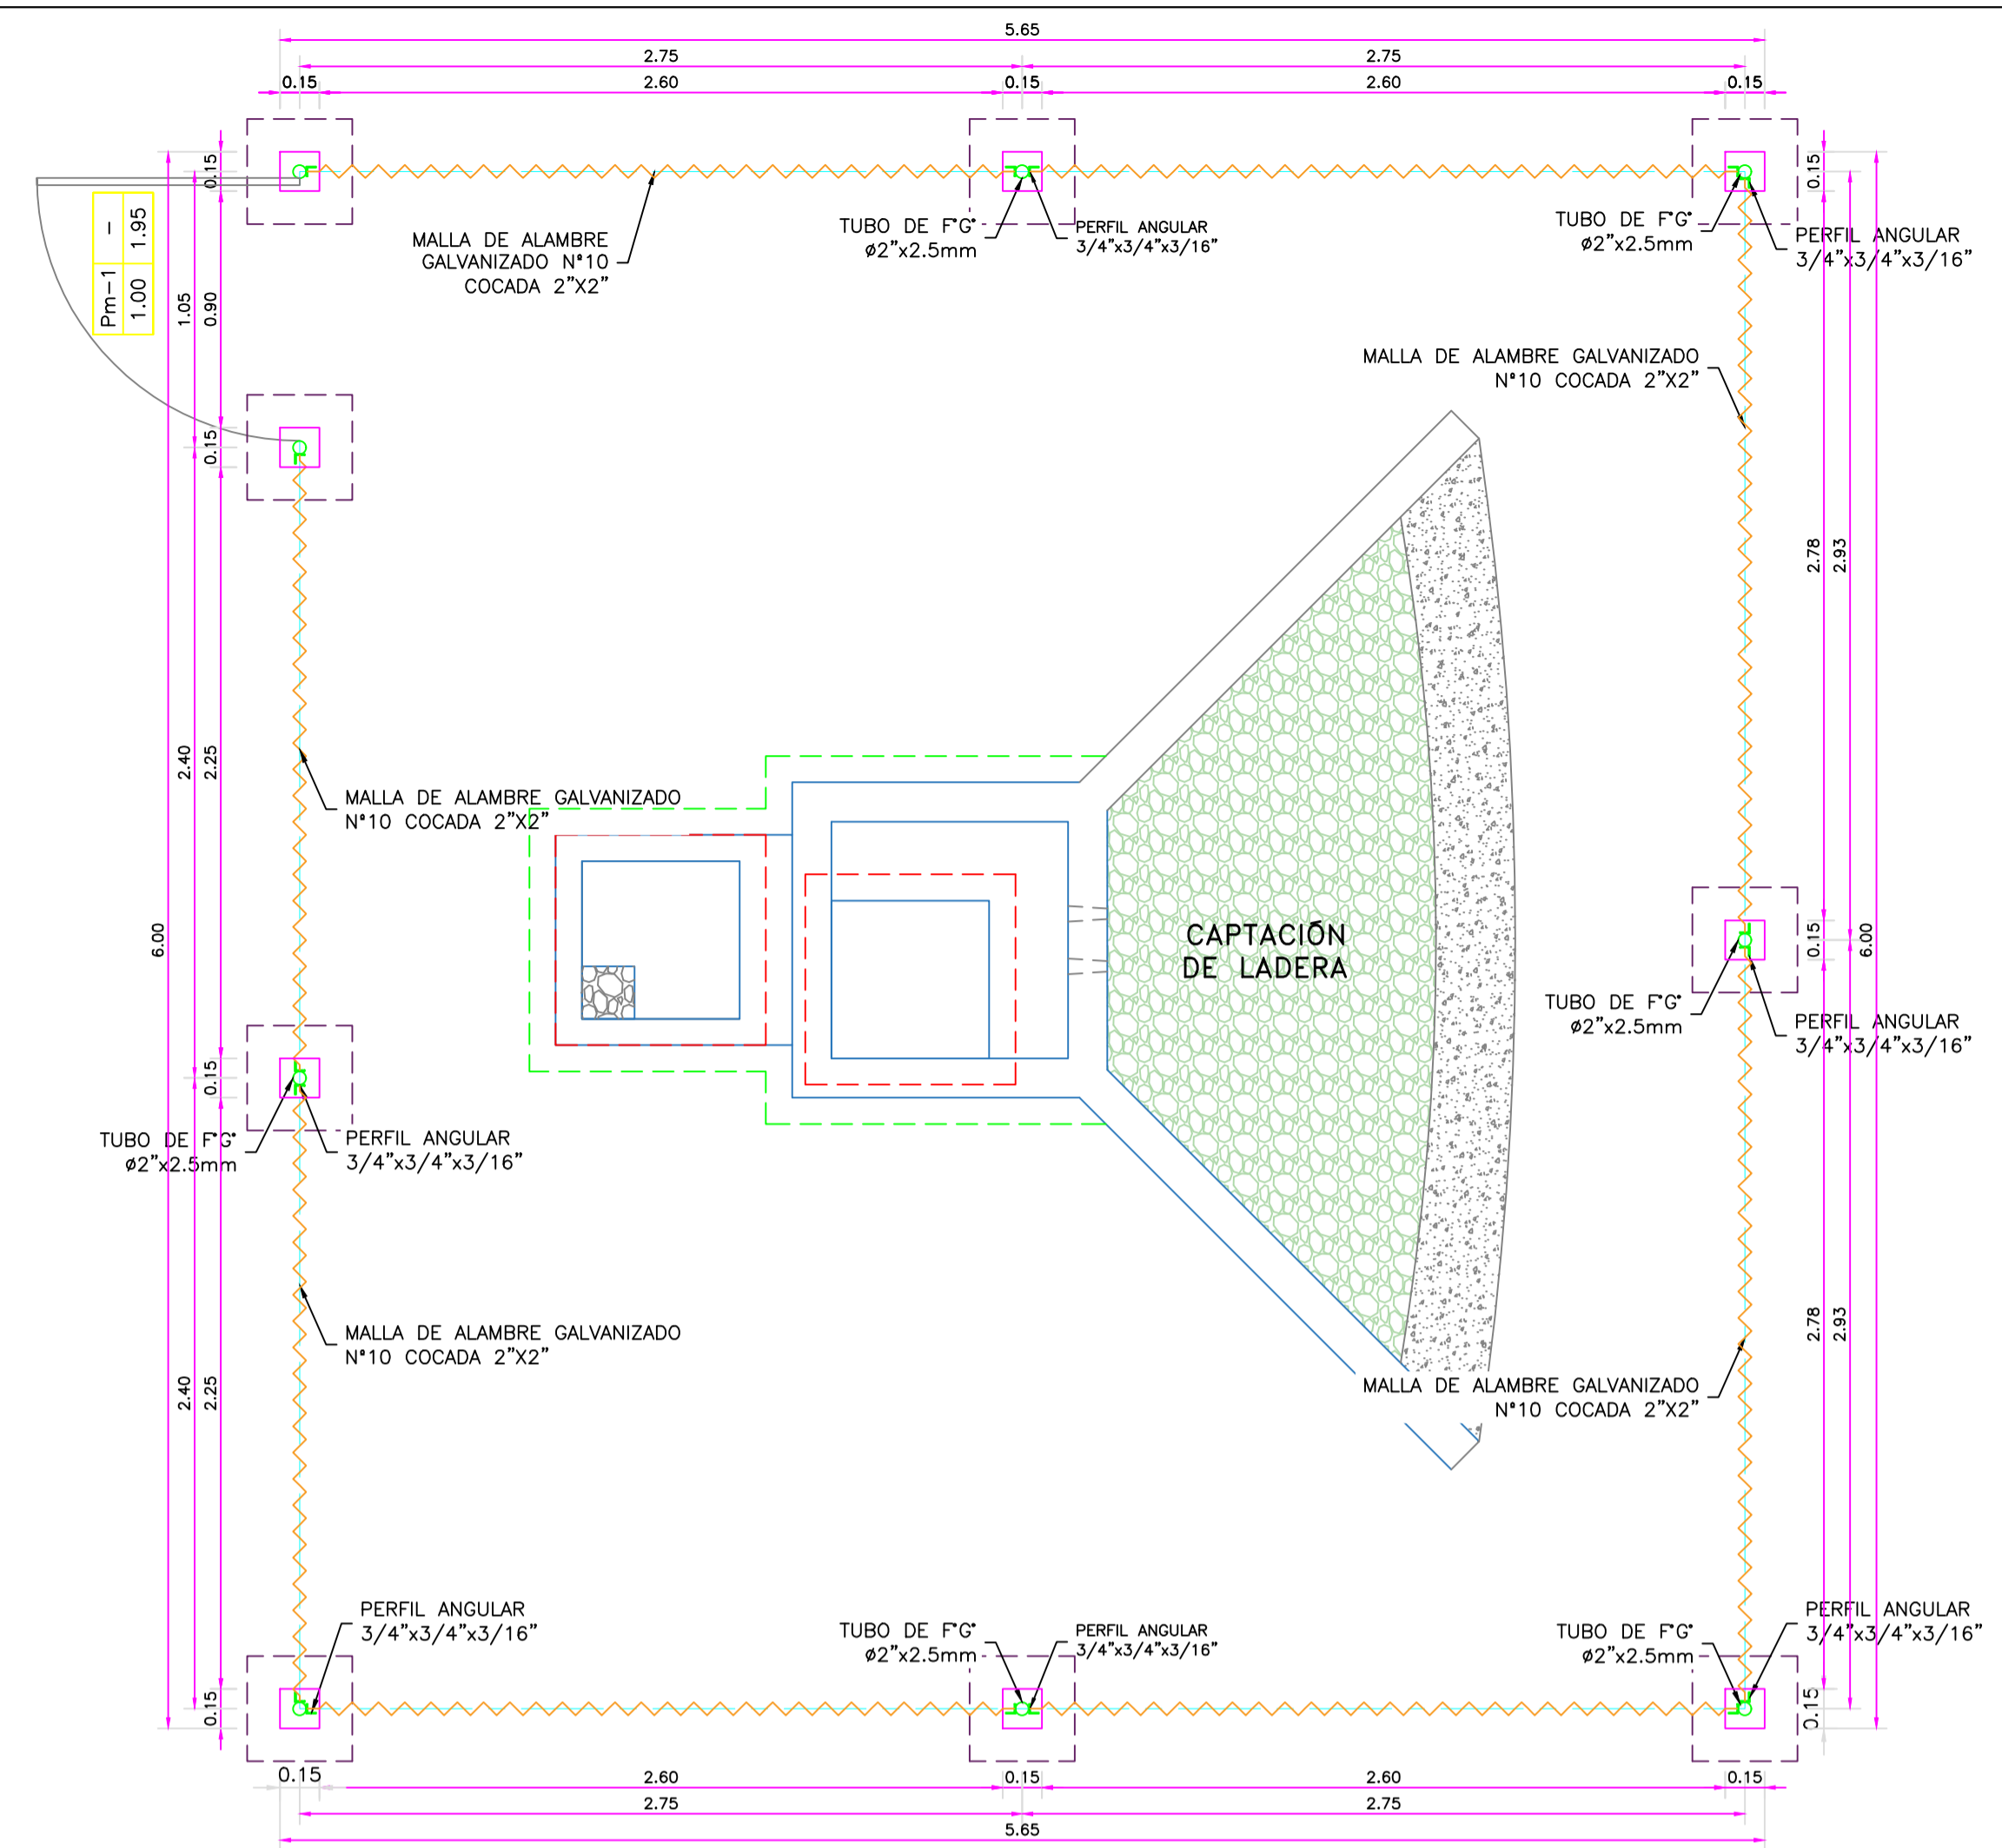 5.65
2.75
2.75
0.15
2.60
0.15
2.60
0.15
0.15
1.05
0.90
Pm-1
-
1.00
1.95
MALLA DE ALAMBRE
GALVANIZADO Nº10
COCADA 2"X2"
TUBO DE F°G°
ø2"x2.5mm
PERFIL ANGULAR
3/4"x3/4"x3/16"
TUBO DE F°G°
ø2"x2.5mm
PERFIL ANGULAR
3/4"x3/4"x3/16"
0.15
MALLA DE ALAMBRE GALVANIZADO
Nº10 COCADA 2"X2"
0.15
2.78
2.93
2.40
2.25
MALLA DE ALAMBRE GALVANIZADO
Nº10 COCADA 2"X2"
6.00
CAPTACIÓN
DE LADERA
0.15
6.00
TUBO DE F°G°
ø2"x2.5mm
PERFIL ANGULAR
3/4"x3/4"x3/16"
0.15
TUBO DE F°G°
ø2"x2.5mm
PERFIL ANGULAR
3/4"x3/4"x3/16"
MALLA DE ALAMBRE GALVANIZADO
Nº10 COCADA 2"X2"
2.78
2.93
2.40
2.25
MALLA DE ALAMBRE GALVANIZADO
Nº10 COCADA 2"X2"
PERFIL ANGULAR
3/4"x3/4"x3/16"
TUBO DE F°G°
ø2"x2.5mm
PERFIL ANGULAR
3/4"x3/4"x3/16"
TUBO DE F°G°
ø2"x2.5mm
PERFIL ANGULAR
3/4"x3/4"x3/16"
0.15
0.15
0.15
2.60
0.15
2.60
0.15
2.75
2.75
5.65